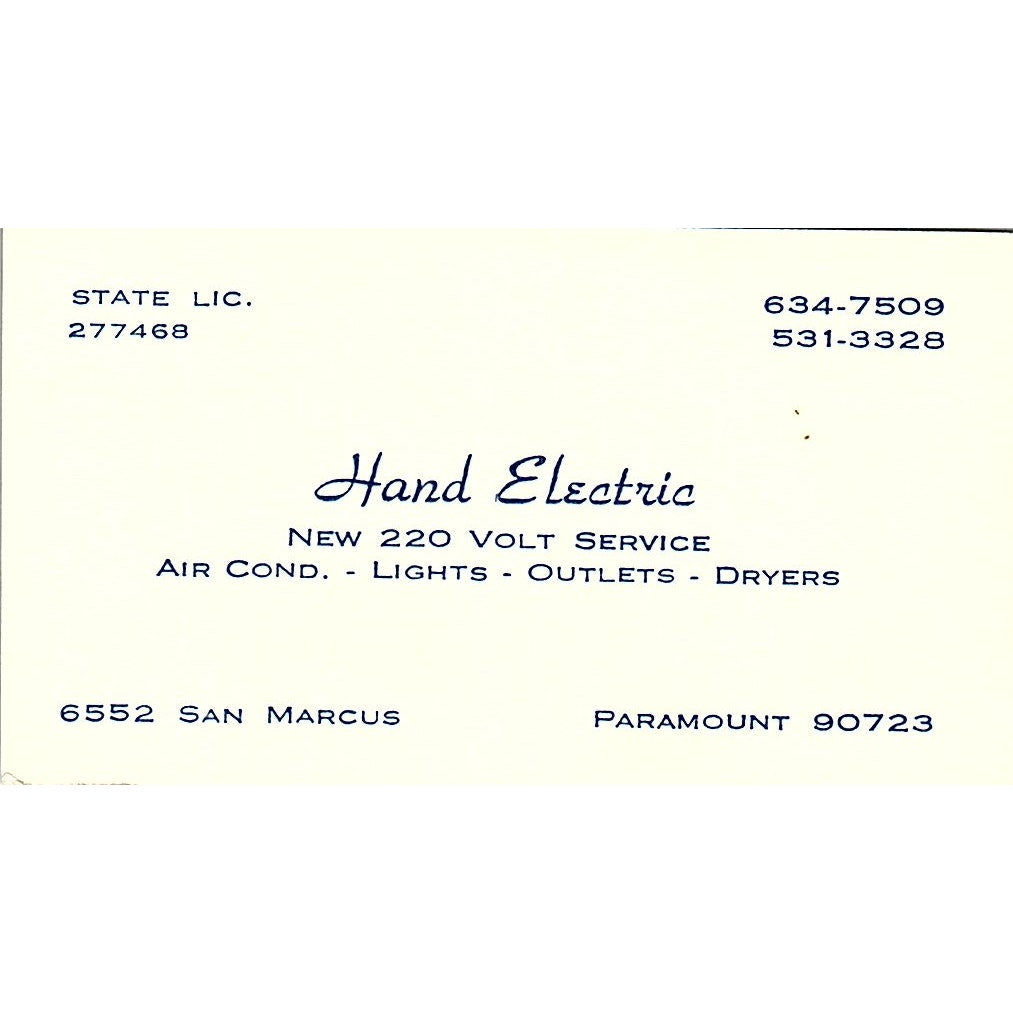 STATE LIC.
277468
634-7509
531-3328
Hand Electric
NEW 220 VOLT SERVICE
AIR COND. - LIGHTS - OUTLETS - DRYERS
6552 SAN MARCUS
PARAMOUNT 90723